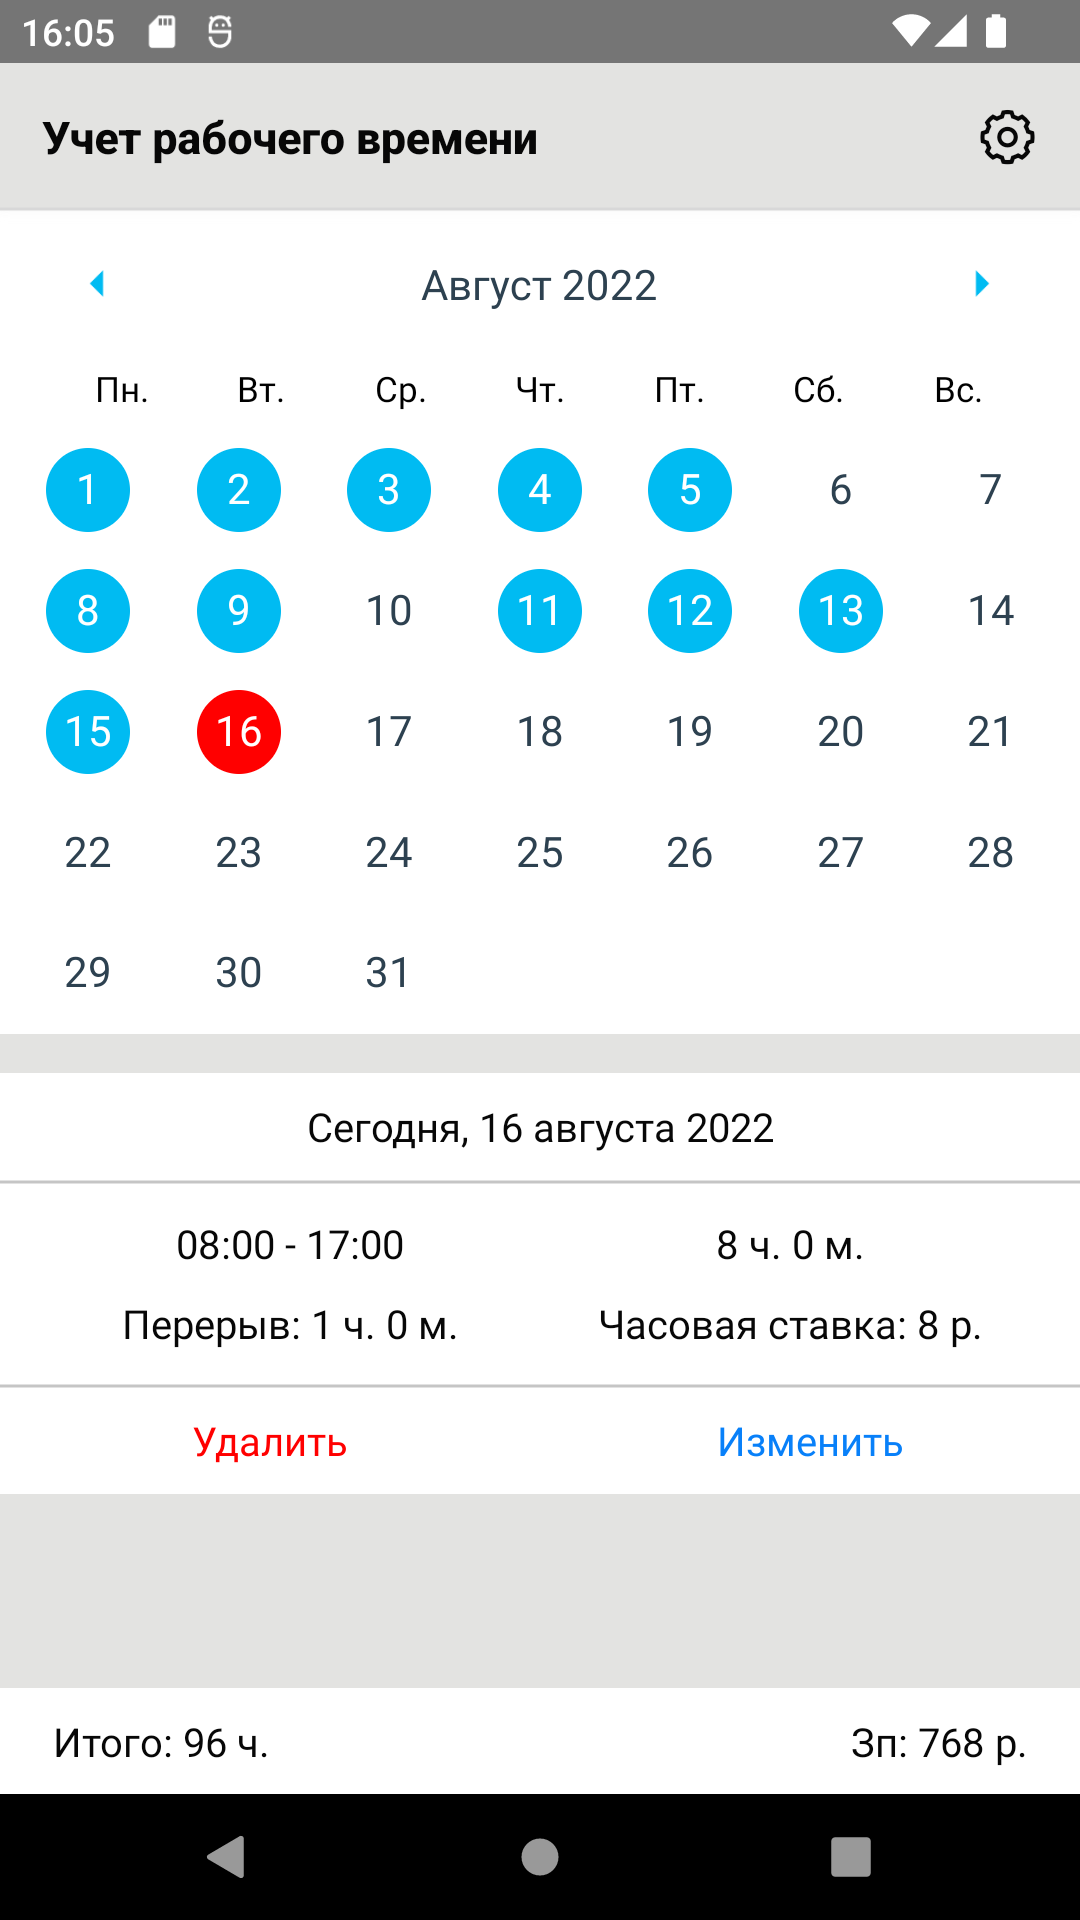 16:05
Учет рабочего времени
Август 2022
Пн. Вт. Ср. Чт. Пт. Сб. Вс.
1 2 3 4 5 6 7
8 9 10 11 12 13 14
15 16 17 18 19 20 21
22 23 24 25 26 27 28
29 30 31
Сегодня, 16 августа 2022
08:00 - 17:00 8 ч. 0 м.
Перерыв: 1 ч. 0 м. Часовая ставка: 8 р.
Удалить Изменить
Итого: 96 ч. Зп: 768 р.